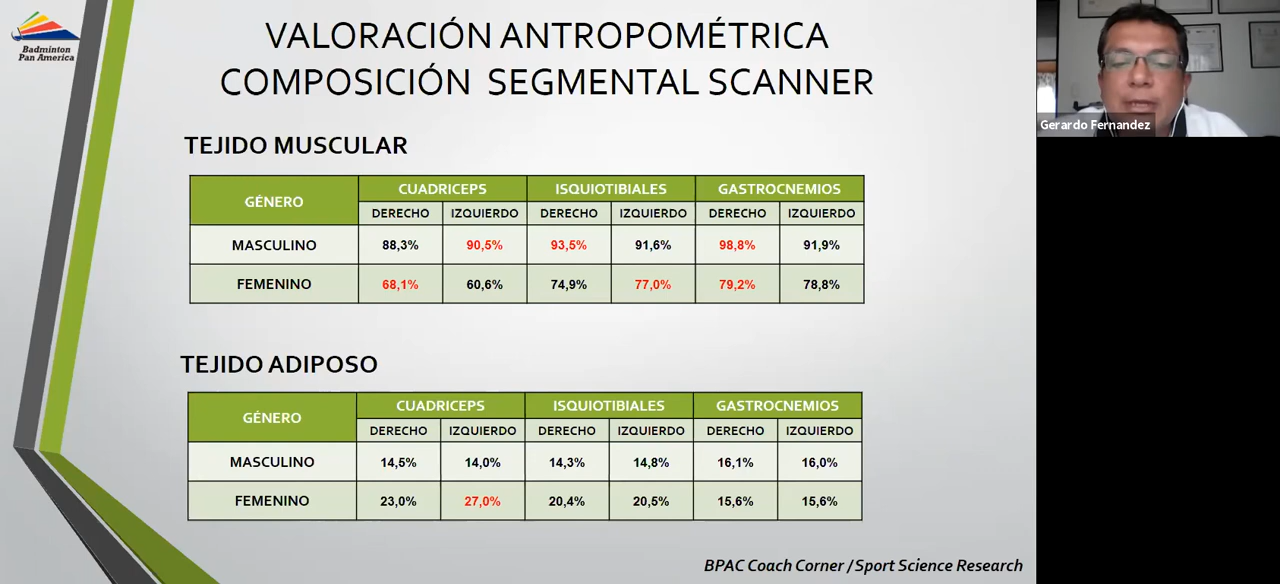 Badminton
Pan America
VALORACIÓN ANTROPOMÉTRICA
COMPOSICIÓN SEGMENTAL SCANNER
TEJIDO MUSCULAR
GÉNERO CUADRICEPS ISQUIOTIBIALES GASTROCNEMIOS
DERECHO IZQUIERDO DERECHO IZQUIERDO DERECHO IZQUIERDO
MASCULINO 88,3% 90,5% 93,5% 91,6% 98,8% 91,9%
FEMENINO 68,1% 60,6% 74,9% 77,0% 79,2% 78,8%
TEJIDO ADIPOSO
GÉNERO CUADRICEPS ISQUIOTIBIALES GASTROCNEMIOS
DERECHO IZQUIERDO DERECHO IZQUIERDO DERECHO IZQUIERDO
MASCULINO 14,5% 14,0% 14,3% 14,8% 16,1% 16,0%
FEMENINO 23,0% 27,0% 20,4% 20,5% 15,6% 15,6%
BPAC Coach Corner / Sport Science Research
Gerardo Fernandez